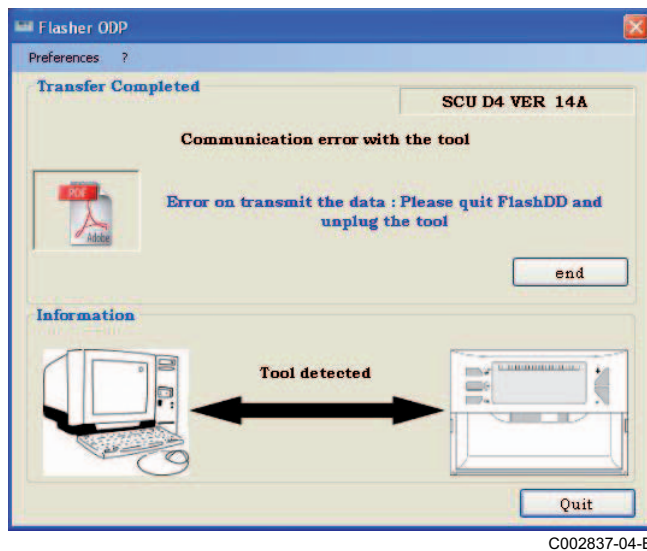 Flasher ODP
Preferences ?
Transfer Completed
SCU D4 VER 14A
Communication error with the tool
PDF
Adobe
Error on transmit the data : Please quit FlashDD and
unplug the tool
end
Information
Tool detected
Quit
C002837-04-E